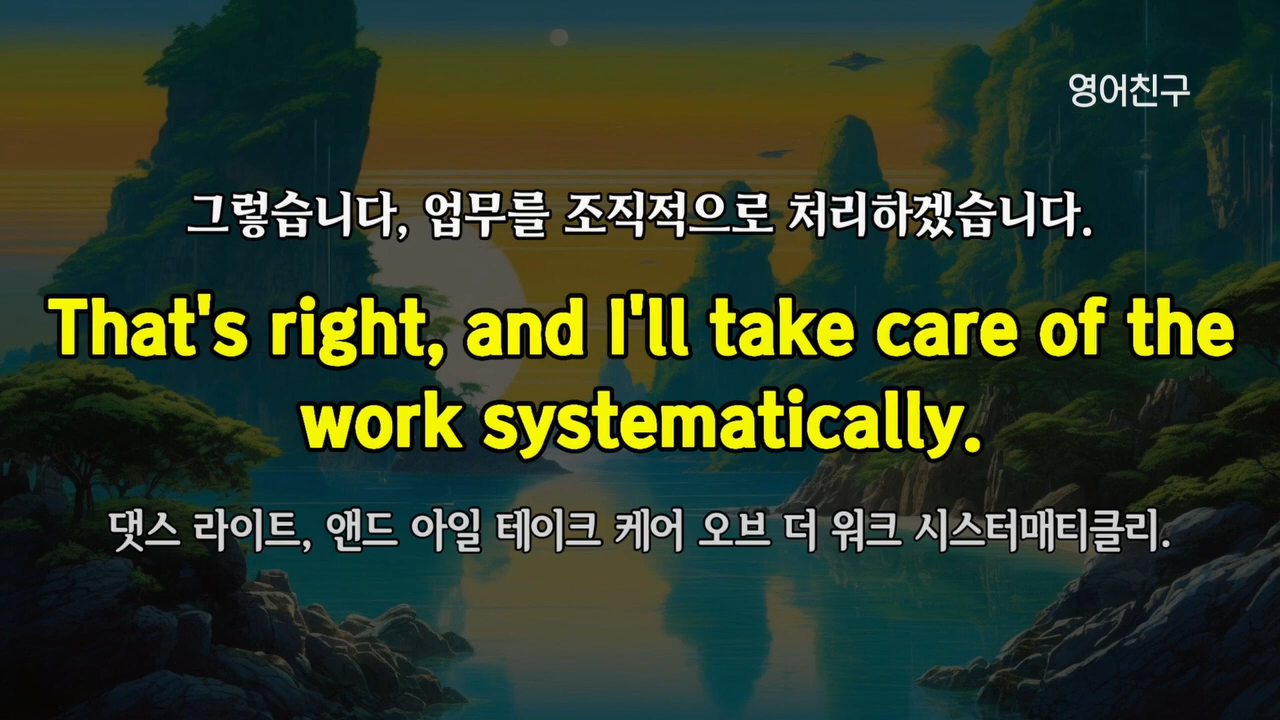 영어친구
그렇습니다, 업무를 조직적으로 처리하겠습니다.
That's right, and I'll take care of the
work systematically.
댓스 라이트, 앤드 아일 테이크 케어 오브 더 워크 시스터매티클리.